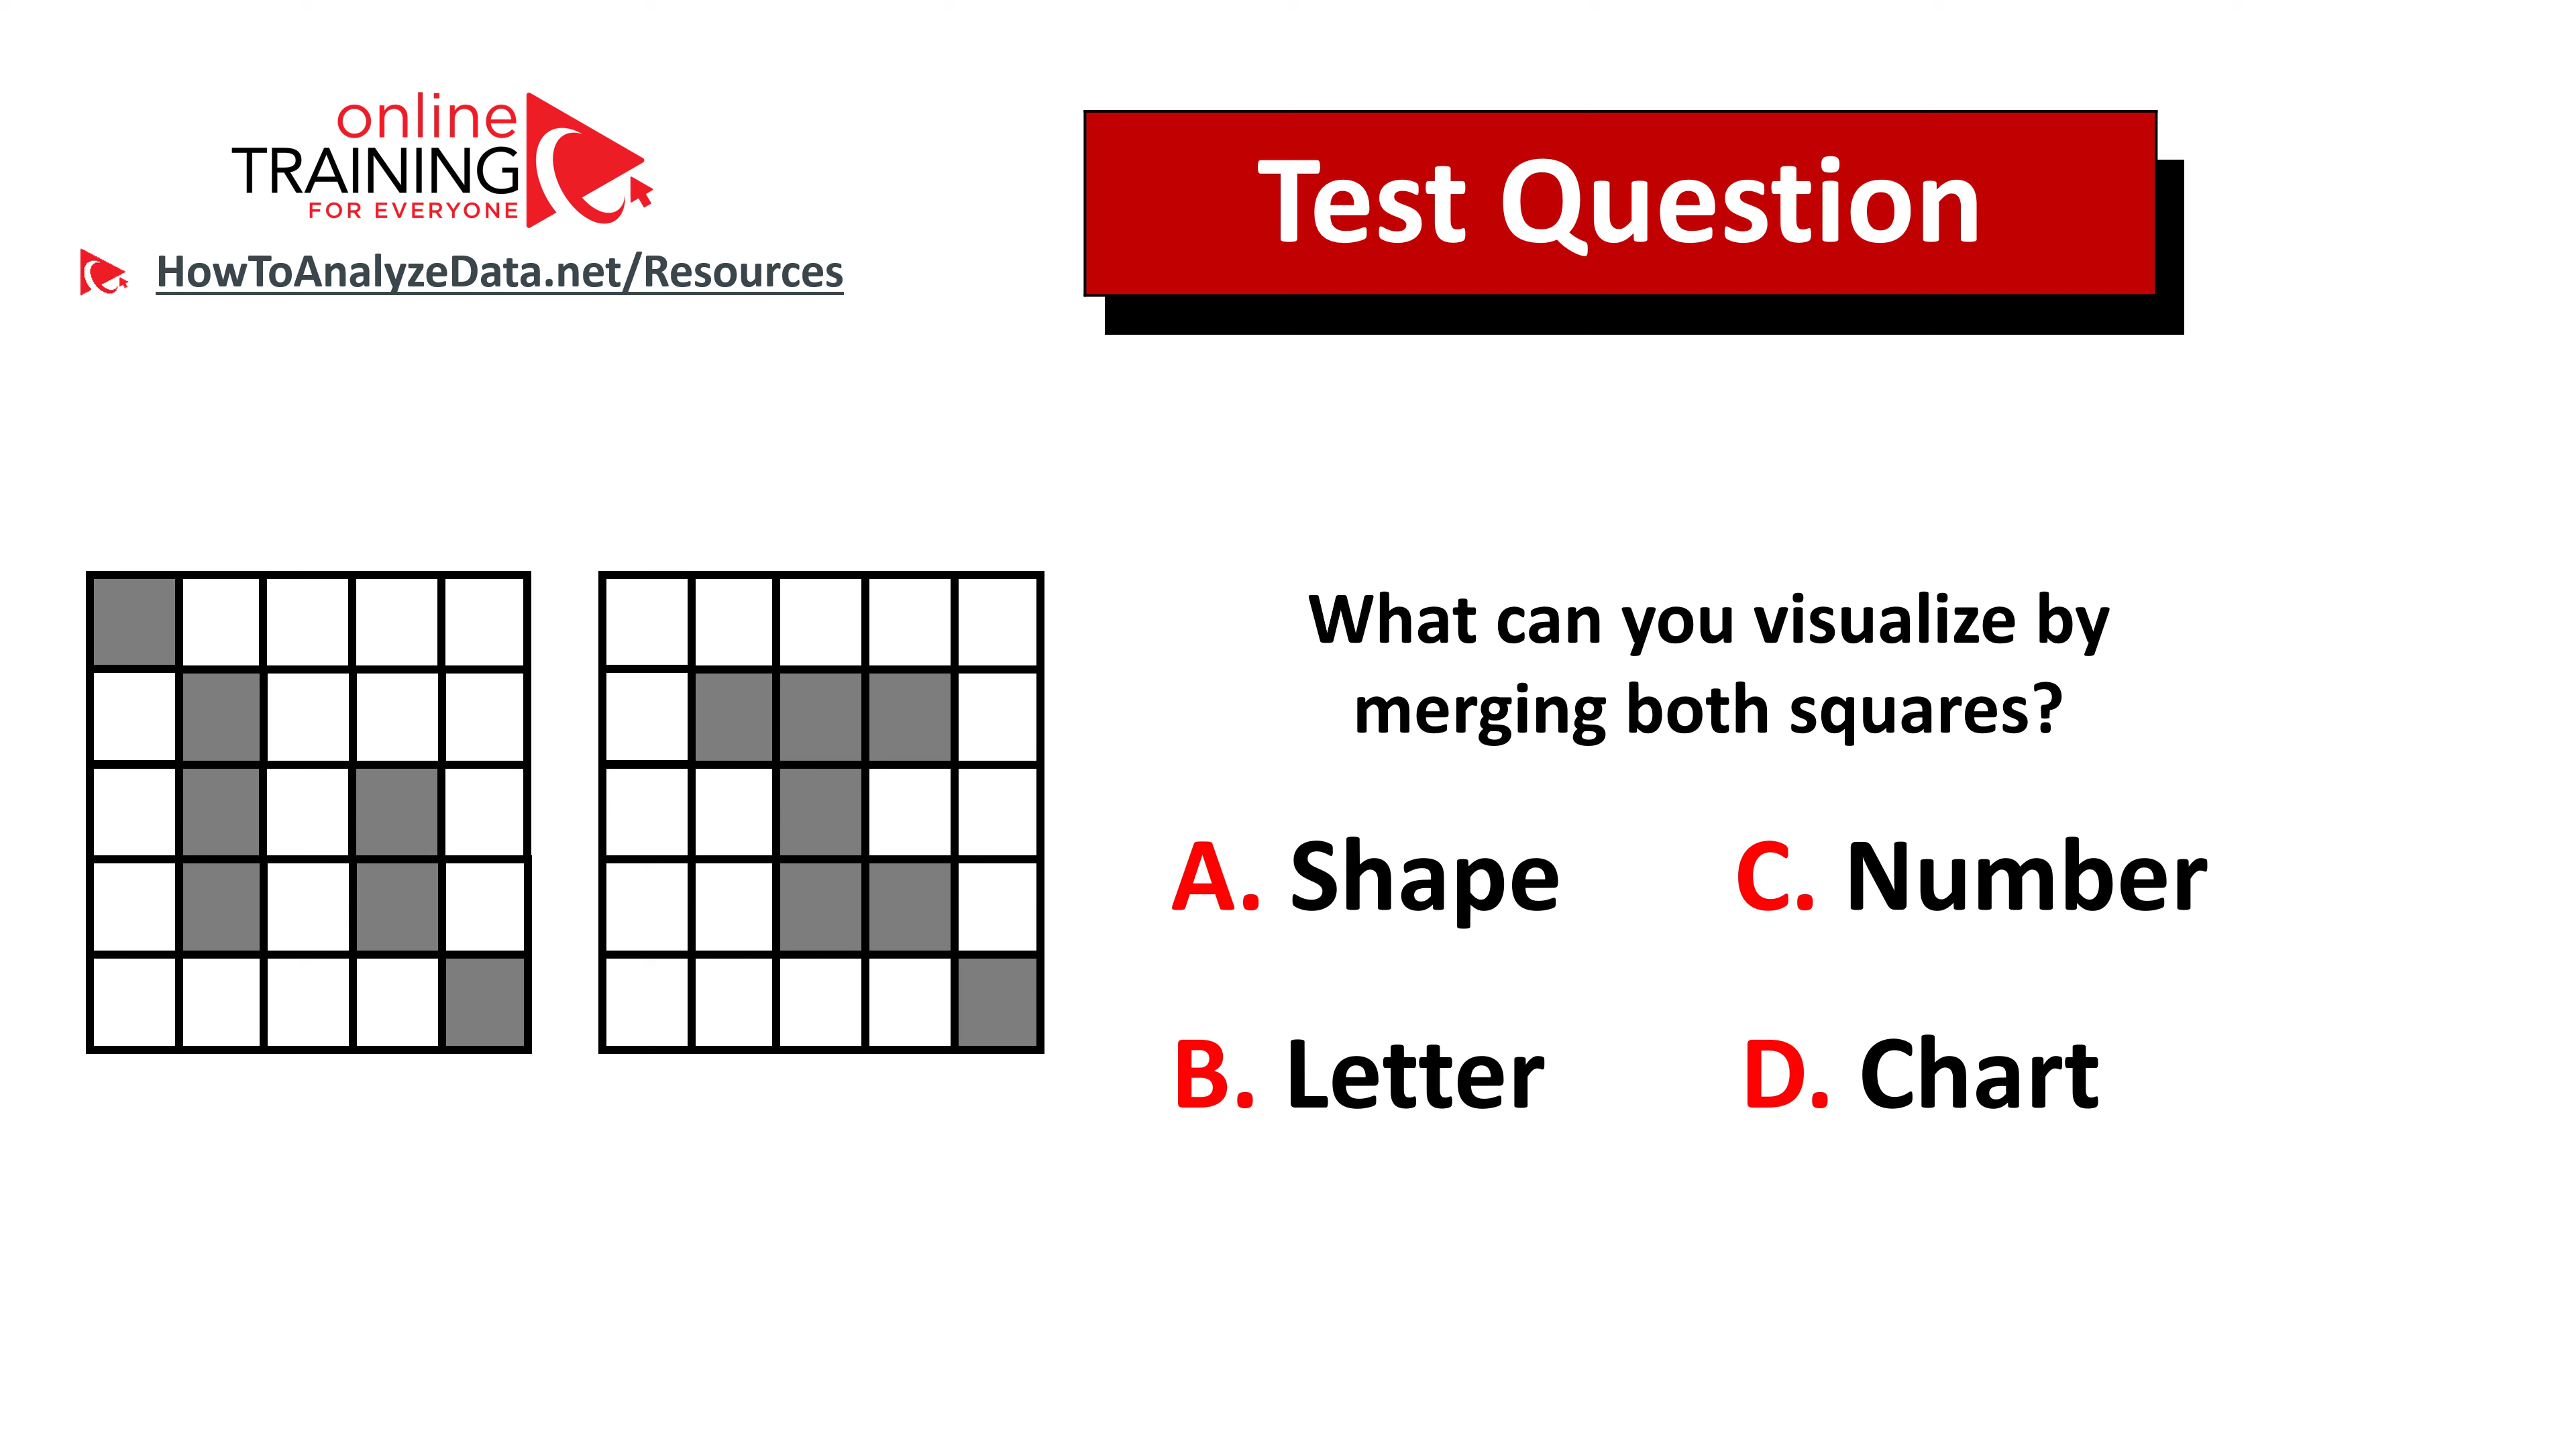 online
TRAINING
FOR EVERYONE
HowToAnalyzeData.net/Resources
Test Question
What can you visualize by
merging both squares?
A. Shape
C. Number
B. Letter
D. Chart